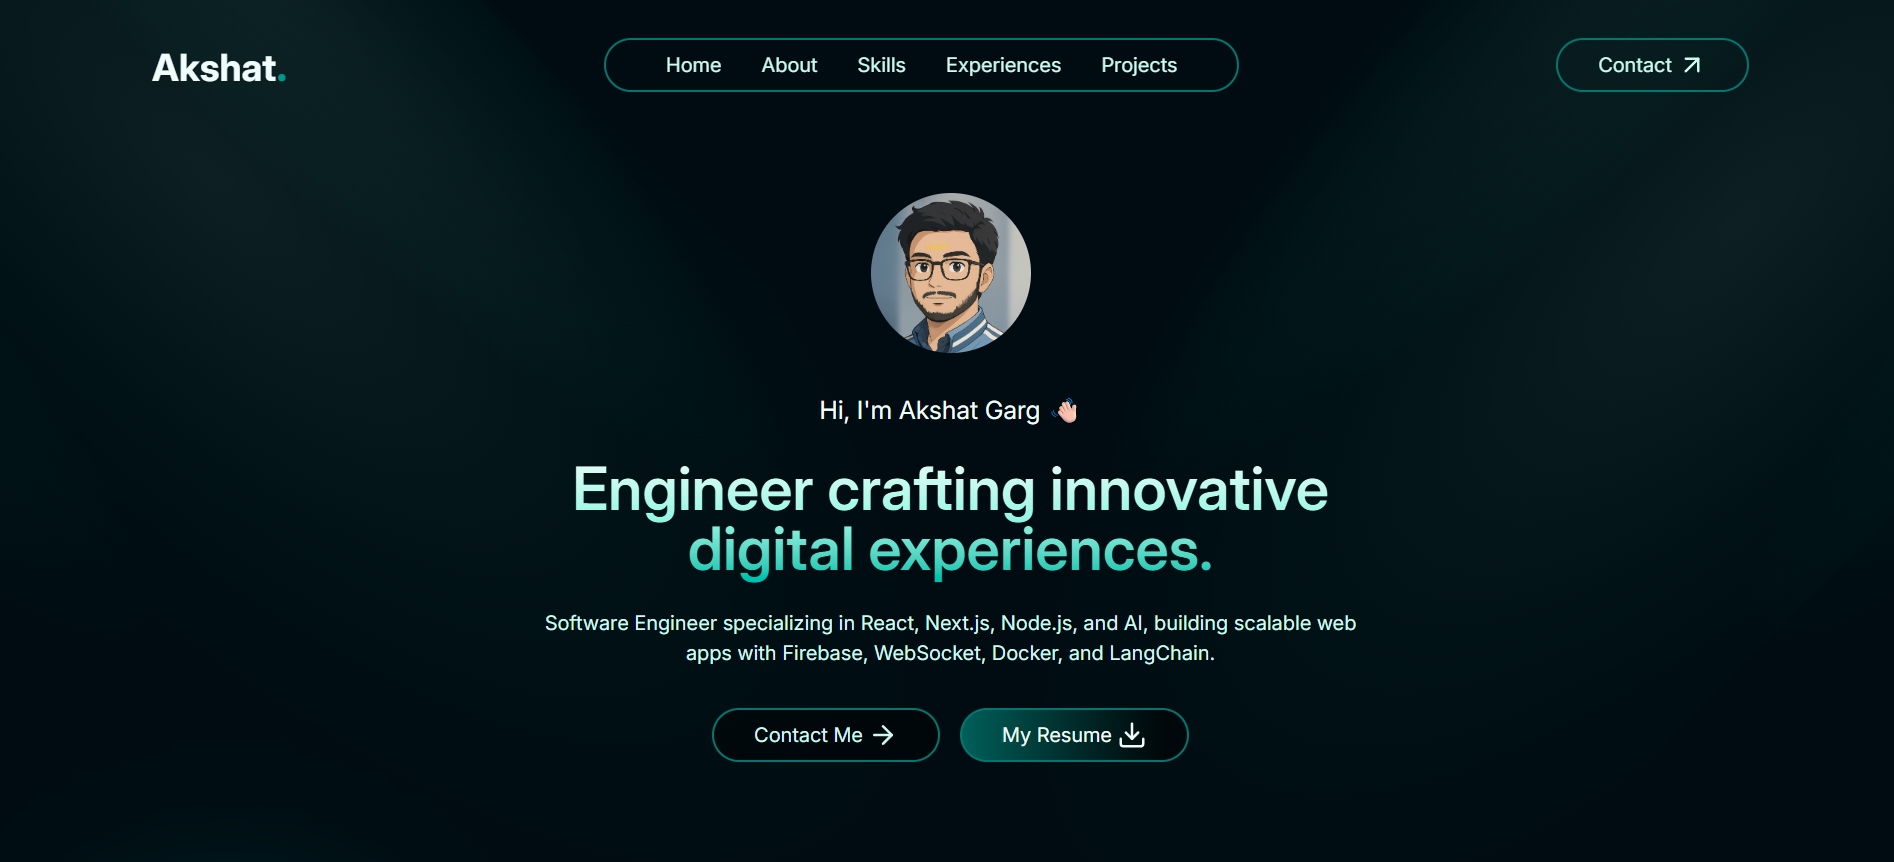 Akshat.
Home About Skills Experiences Projects
Contact
Hi, I'm Akshat Garg 👋🏻
Engineer crafting innovative
digital experiences.
Software Engineer specializing in React, Next.js, Node.js, and AI, building scalable web
apps with Firebase, WebSocket, Docker, and LangChain.
Contact Me
My Resume